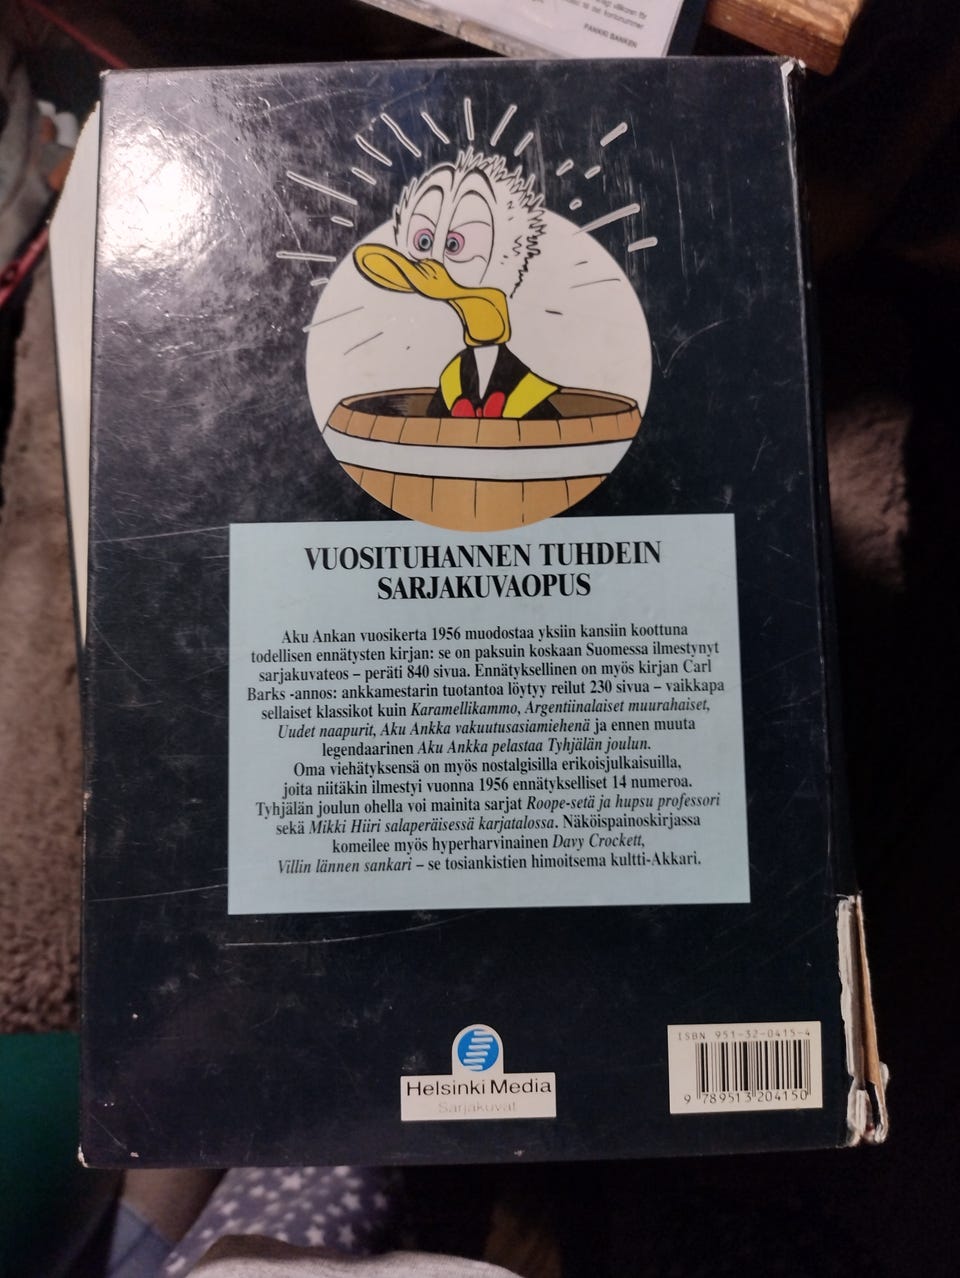 PANKKI BANKEN
VUOSITUHANNEN TUHDEIN
SARJAKUVAOPUS
Aku Ankan vuosikerta 1956 muodostaa yksiin kansiin koottuna
todellisen ennätysten kirjan: se on paksuin koskaan Suomessa ilmestynyt
sarjakuvateos – peräti 840 sivua. Ennätyksellinen on myös kirjan Carl
Barks -annos: ankkamestarin tuotantoa löytyy reilut 230 sivua – vaikkapa
sellaiset klassikot kuin Karamellikammo, Argentiinalaiset muurahaiset,
Uudet naapurit, Aku Ankka vakuutusasiamiehenä ja ennen muuta
legendaarinen Aku Ankka pelastaa Tyhjälän joulun.
Oma viehätyksensä on myös nostalgisilla erikoisjulkaisuilla,
joita niitäkin ilmestyi vuonna 1956 ennätykselliset 14 numeroa.
Tyhjälän joulun ohella voi mainita sarjat Roope-setä ja hupsu professori
sekä Mikki Hiiri salaperäisessä karjatalossa. Näköispainoskirjassa
komeilee myös hyperharvinainen Davy Crockett,
Villin lännen sankari – se tosiankistien himoitsema kultti-Akkari.
Helsinki Media
Sarjakuvat
ISBN 951-32-0415-4
9 789513 204150